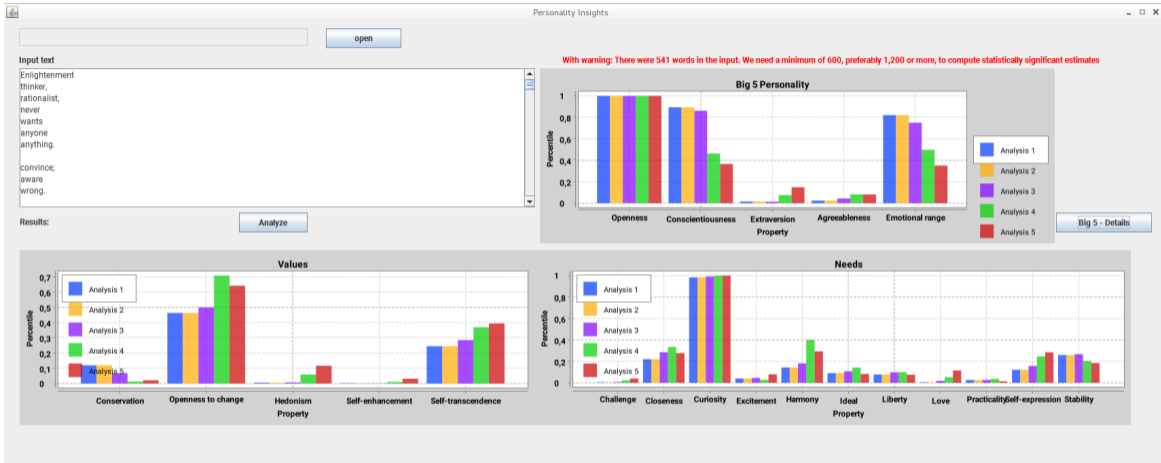 Personality Insights
open
Input text
With warning: There were 541 words in the input. We need a minimum of 600, preferably 1,200 or more, to compute statistically significant estimates
Enlightenment
thinker,
rationalist,
never
wants
anyone
anything.
convince;
aware
wrong.
Results:
Analyze
Big 5 Personality
Percentile
1
0,8
0,6
0,4
0,2
0
Openness Conscientiousness Extraversion Agreeableness Emotional range
Property
Analysis 1
Analysis 2
Analysis 3
Analysis 4
Analysis 5
Big 5 - Details
Values
Percentile
0,7
0,6
0,5
0,4
0,3
0,2
0,1
0
Analysis 1
Analysis 2
Analysis 3
Analysis 4
Analysis 5
Conservation Openness to change Hedonism Self-enhancement Self-transcendence
Property
Needs
Percentile
1
0,8
0,6
0,4
0,2
0
Analysis 1
Analysis 2
Analysis 3
Analysis 4
Analysis 5
Challenge Closeness Curiosity Excitement Harmony Ideal Liberty Love Practicality Self-expression Stability
Property